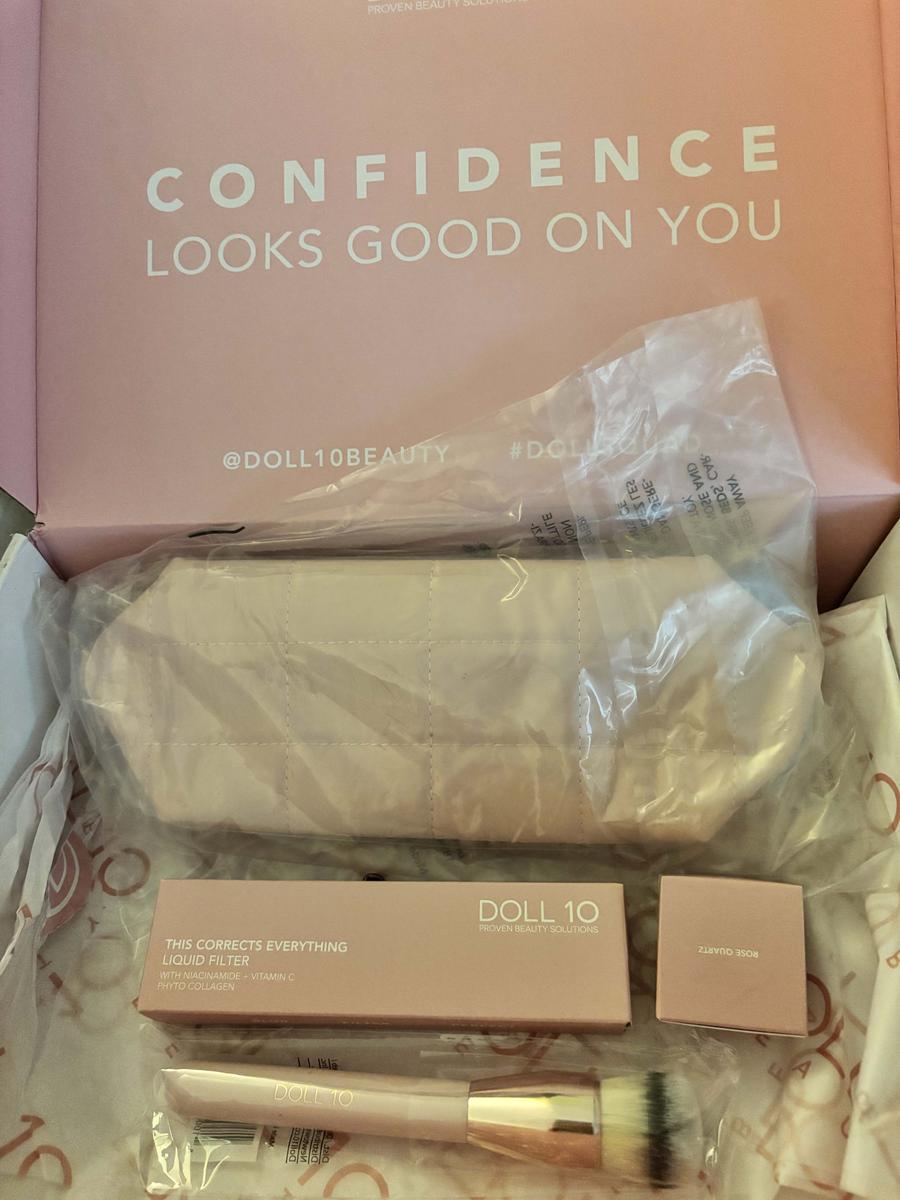 PROVEN BEAUTY SOLUTIONS
CONFIDENCE
LOOKS GOOD ON YOU
@DOLL10BEAUTY #DOLLSQUAD
DOLL 10
PROVEN BEAUTY SOLUTIONS
THIS CORRECTS EVERYTHING
LIQUID FILTER
WITH NIACINAMIDE + VITAMIN C
PHYTO COLLAGEN
ROSE QUARTZ
DOLL 10